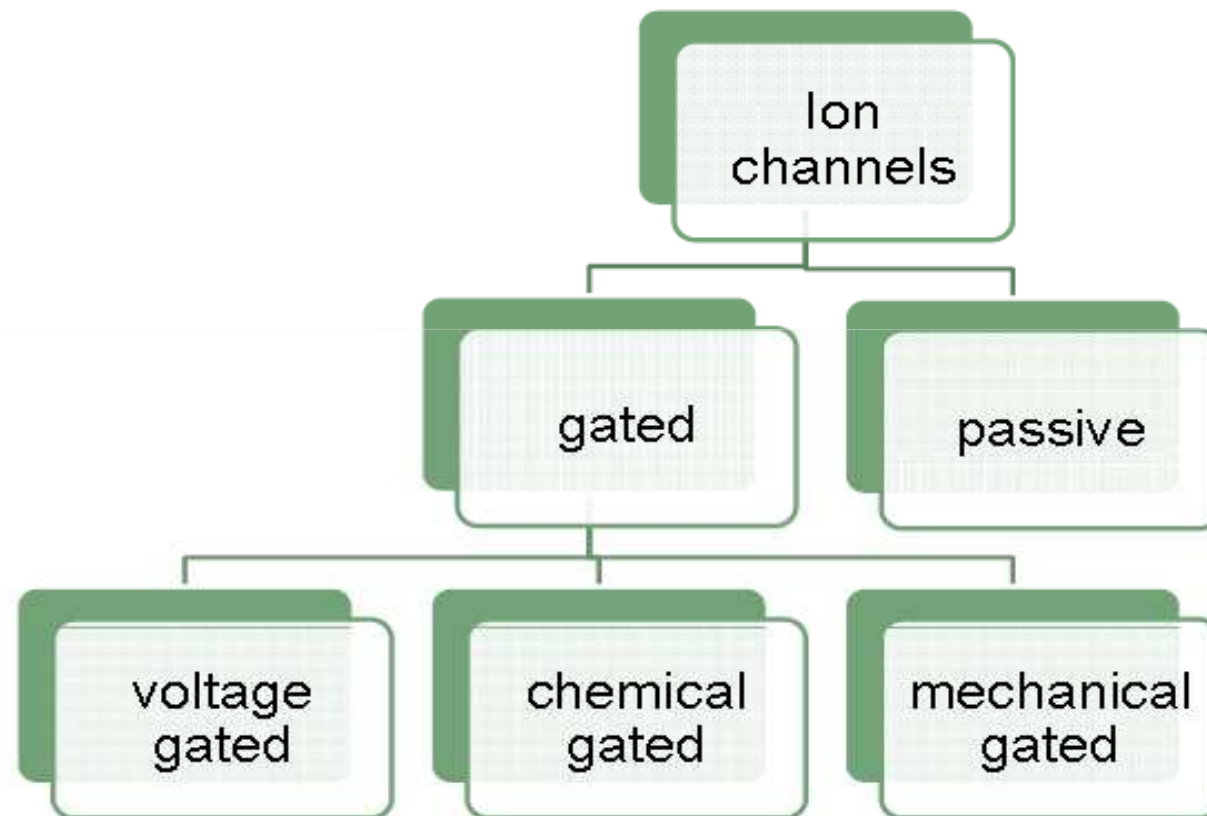 Ion
channels
gated
passive
voltage
gated
chemical
gated
mechanical
gated